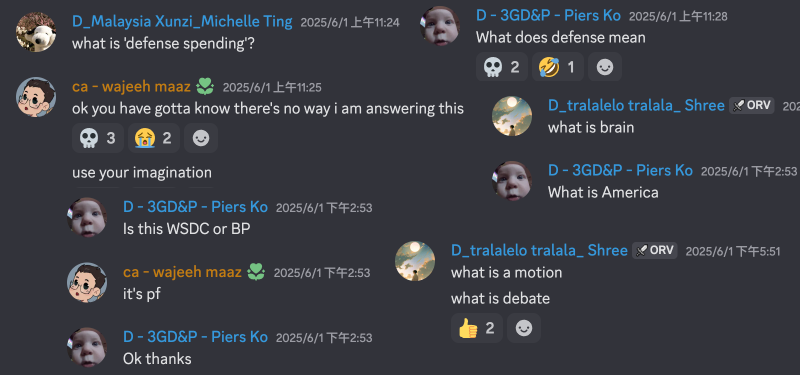 D_Malaysia Xunzi_Michelle Ting 2025/6/1 上午11:24
what is 'defense spending'?
ca - wajeeh maaz 2025/6/1 上午11:25
ok you have gotta know there's no way i am answering this
3 2
use your imagination
D - 3GD&P - Piers Ko 2025/6/1 下午2:53
Is this WSDC or BP
ca - wajeeh maaz 2025/6/1 下午2:53
it's pf
D - 3GD&P - Piers Ko 2025/6/1 下午2:53
Ok thanks
D - 3GD&P - Piers Ko 2025/6/1 上午11:28
What does defense mean
2 1
D_tralalelo tralala_ Shree ORV 202
what is brain
D - 3GD&P - Piers Ko 2025/6/1 下午2:53
What is America
D_tralalelo tralala_ Shree ORV 2025/6/1 下午5:51
what is a motion
what is debate
2